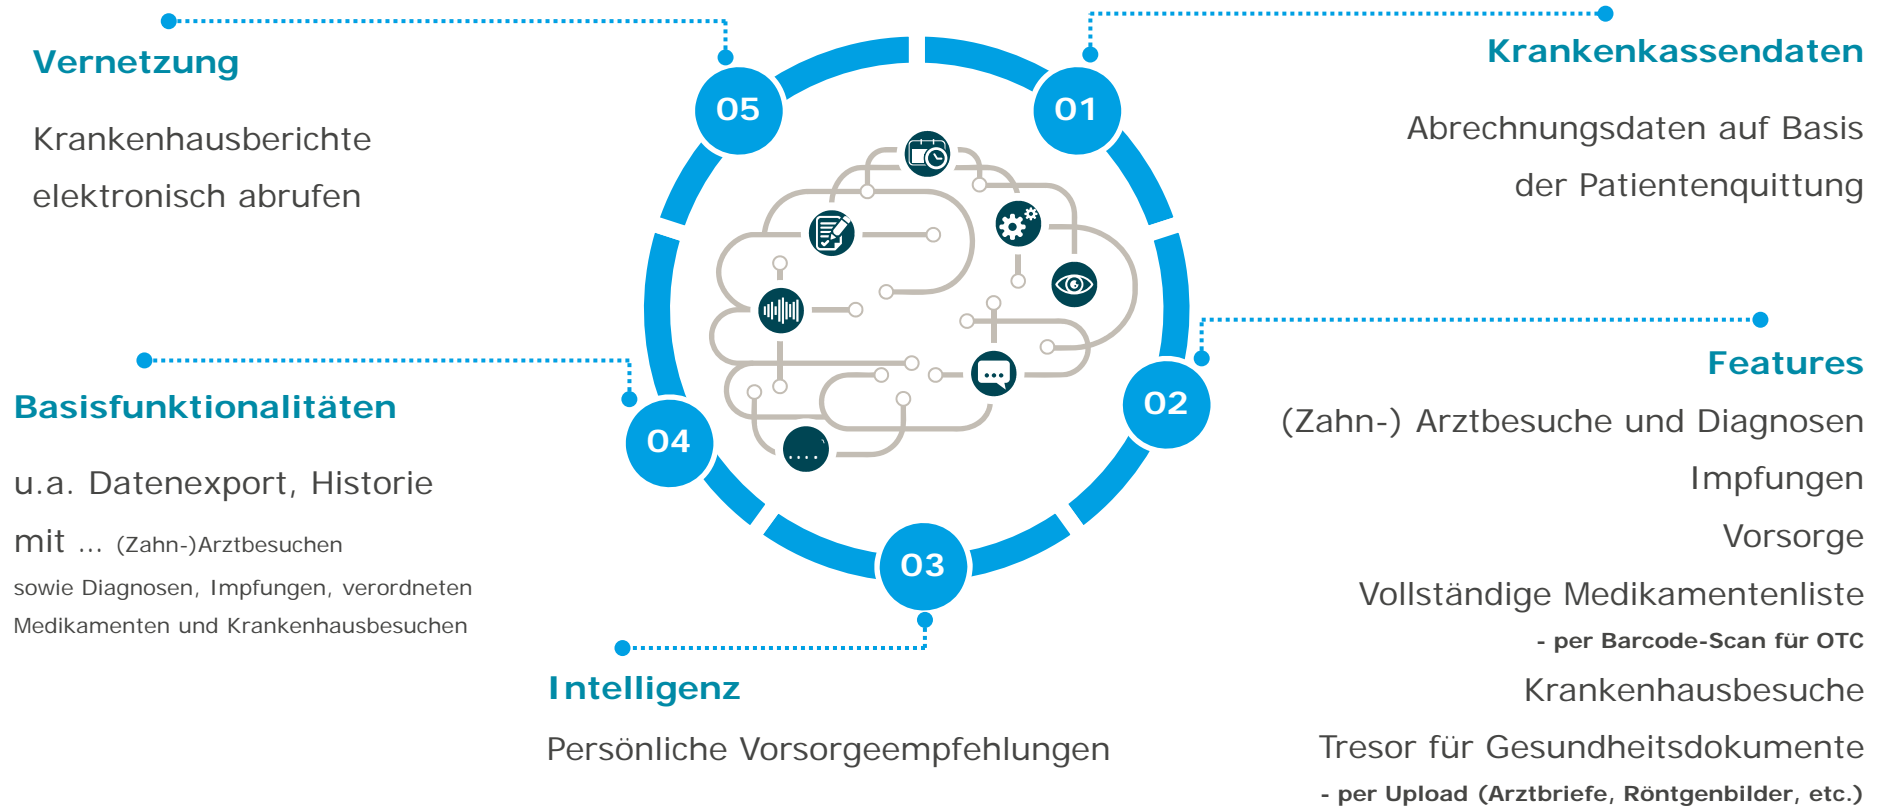 05
Vernetzung
Krankenhausberichte
elektronisch abrufen
01
Krankenkassendaten
Abrechnungsdaten auf Basis
der Patientenquittung
02
Features
(Zahn-) Arztbesuche und Diagnosen
Impfungen
Vorsorge
Vollständige Medikamentenliste
- per Barcode-Scan für OTC
Krankenhausbesuche
Tresor für Gesundheitsdokumente
- per Upload (Arztbriefe, Röntgenbilder, etc.)
04
Basisfunktionalitäten
u.a. Datenexport, Historie
mit ... (Zahn-)Arztbesuchen
sowie Diagnosen, Impfungen, verordneten
Medikamenten und Krankenhausbesuchen
03
Intelligenz
Persönliche Vorsorgeempfehlungen